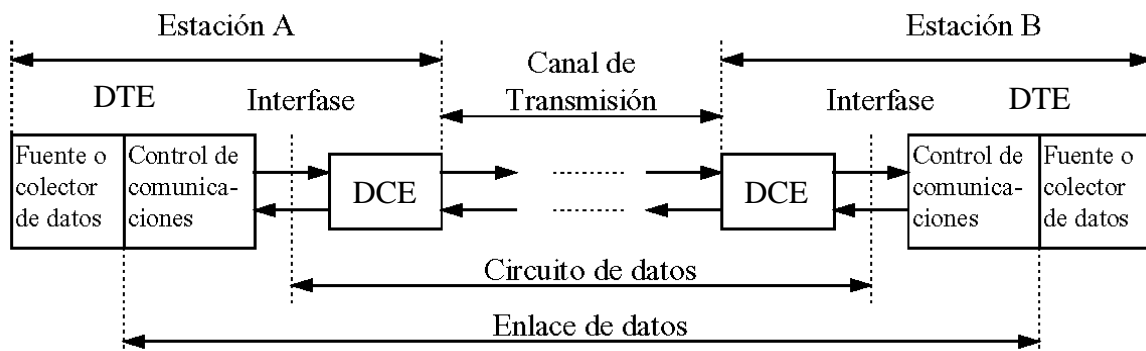 Estación A
Estación B
Canal de
Transmisión
DTE
Interfase
Interfase
DTE
Fuente o
colector
de datos
Control de
comunica-
ciones
DCE
DCE
Control de
comunica-
ciones
Fuente o
colector
de datos
Circuito de datos
Enlace de datos